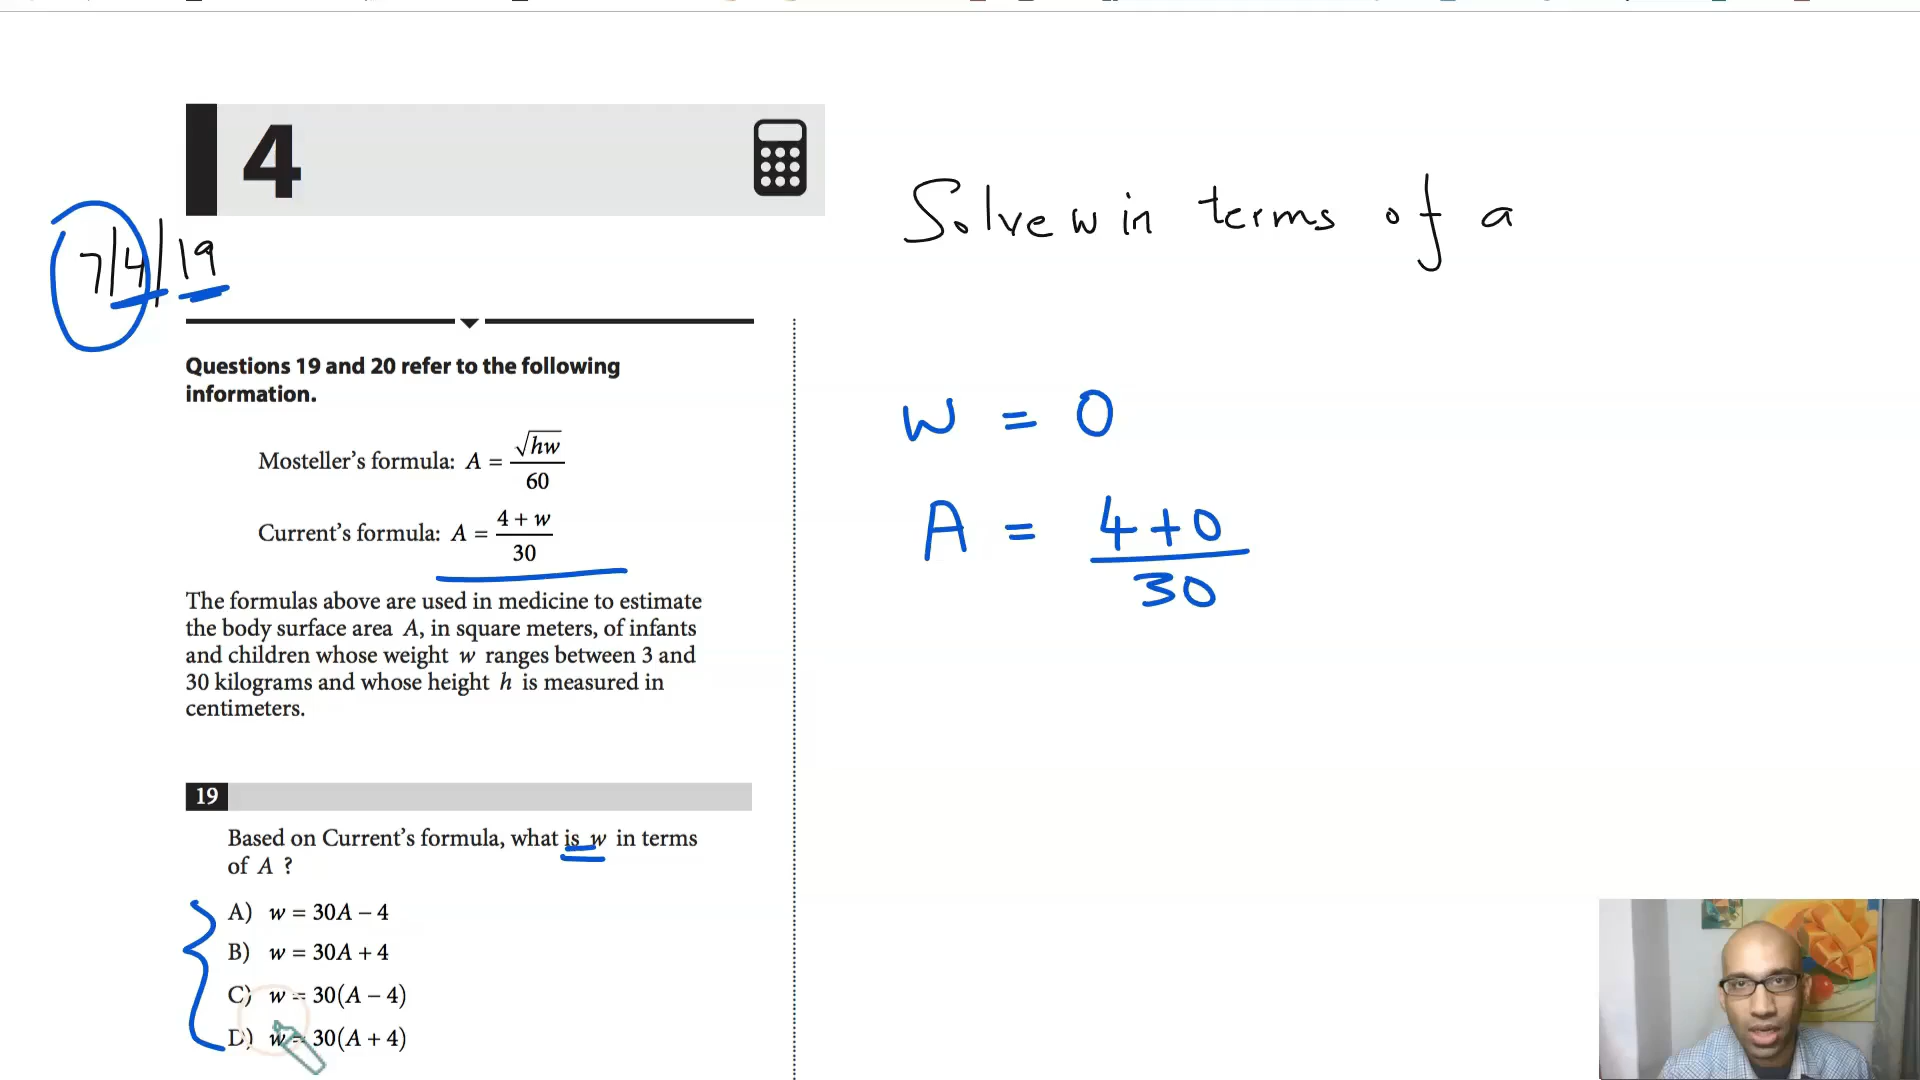 4
7/4/19
Solve w in terms of a
Questions 19 and 20 refer to the following
information.
Mosteller's formula: A = √hw / 60
Current's formula: A = 4 + w / 30
The formulas above are used in medicine to estimate
the body surface area A, in square meters, of infants
and children whose weight w ranges between 3 and
30 kilograms and whose height h is measured in
centimeters.
19
Based on Current's formula, what is w in terms
of A ?
A) w = 30A − 4
B) w = 30A + 4
C) w = 30(A − 4)
D) w = 30(A + 4)
w = 0
A = 4+0 / 30